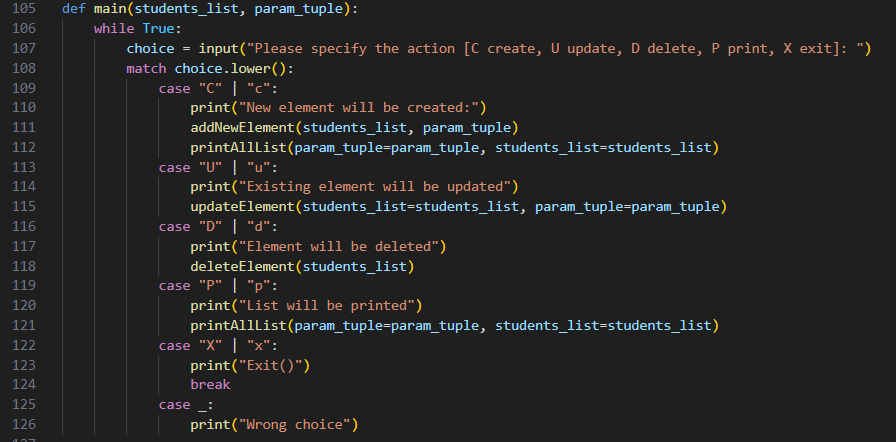 105 def main(students_list, param_tuple):
106     while True:
107         choice = input("Please specify the action [C create, U update, D delete, P print, X exit]: ")
108         match choice.lower():
109             case "C" | "c":
110                 print("New element will be created:")
111                 addNewElement(students_list, param_tuple)
112                 printAllList(param_tuple=param_tuple, students_list=students_list)
113             case "U" | "u":
114                 print("Existing element will be updated")
115                 updateElement(students_list=students_list, param_tuple=param_tuple)
116             case "D" | "d":
117                 print("Element will be deleted")
118                 deleteElement(students_list)
119             case "P" | "p":
120                 print("List will be printed")
121                 printAllList(param_tuple=param_tuple, students_list=students_list)
122             case "X" | "x":
123                 print("Exit()")
124                 break
125             case _:
126                 print("Wrong choice")